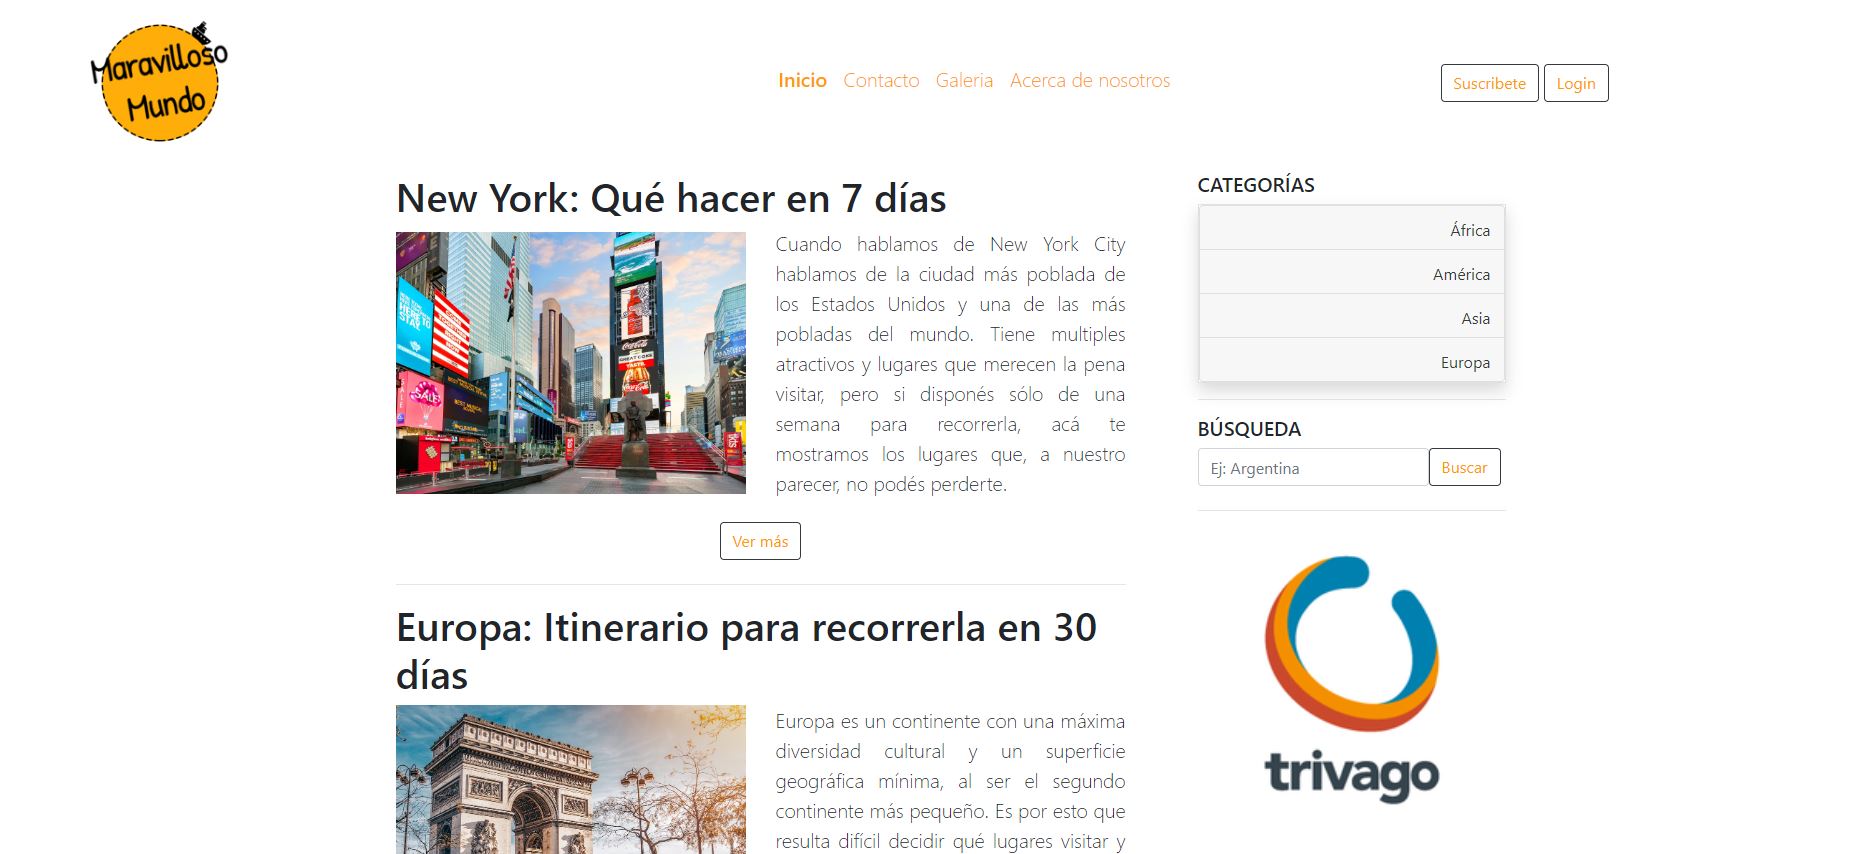 Maravilloso
Mundo
Inicio Contacto Galeria Acerca de nosotros
Suscribete Login
New York: Qué hacer en 7 días
Cuando hablamos de New York City
hablamos de la ciudad más poblada de
los Estados Unidos y una de las más
pobladas del mundo. Tiene multiples
atractivos y lugares que merecen la pena
visitar, pero si disponés sólo de una
semana para recorrerla, acá te
mostramos los lugares que, a nuestro
parecer, no podés perderte.
SALE
Coca-Cola
Ver más
Europa: Itinerario para recorrerla en 30
días
Europa es un continente con una máxima
diversidad cultural y un superficie
geográfica mínima, al ser el segundo
continente más pequeño. Es por esto que
resulta difícil decidir qué lugares visitar y
CATEGORÍAS
África
América
Asia
Europa
BÚSQUEDA
Ej: Argentina Buscar
trivago